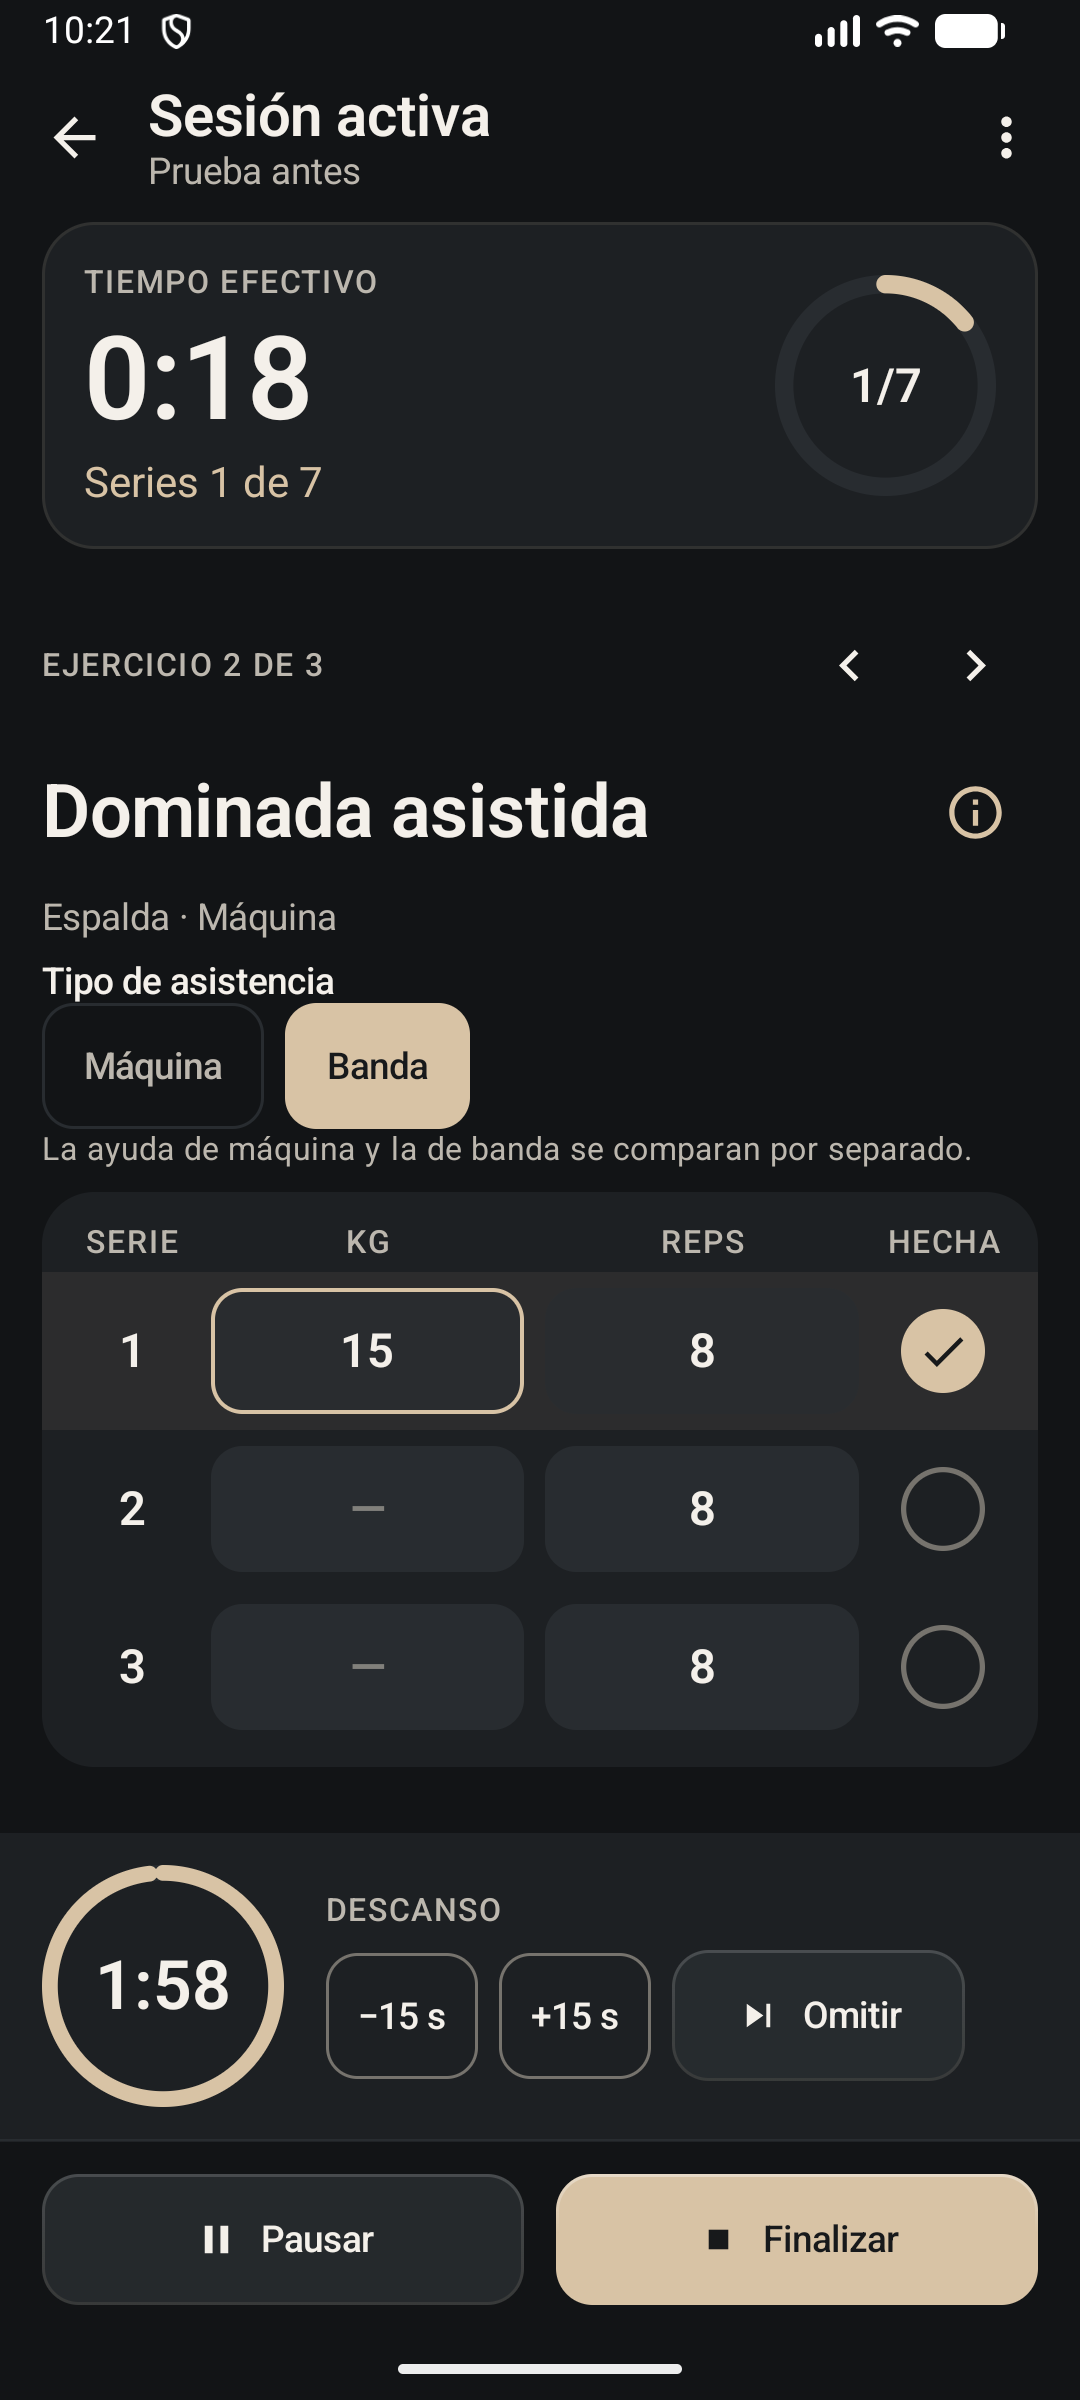 10:21
Sesión activa
Prueba antes
TIEMPO EFECTIVO
0:18
1/7
Series 1 de 7
EJERCICIO 2 DE 3
Dominada asistida
Espalda · Máquina
Tipo de asistencia
Máquina Banda
La ayuda de máquina y la de banda se comparan por separado.
SERIE KG REPS HECHA
1 15 8
2 — 8
3 — 8
1:58
DESCANSO
−15 s +15 s Omitir
Pausar Finalizar